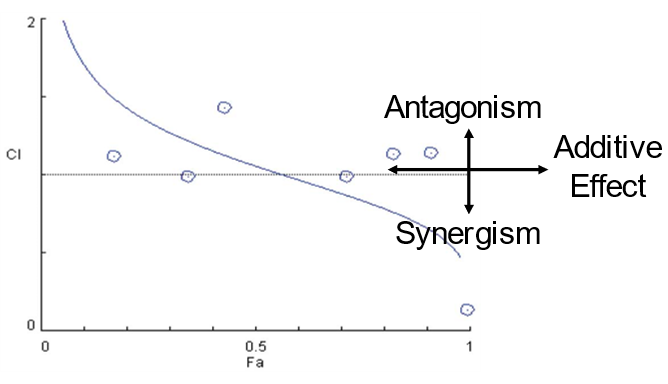 2
Antagonism
CI
Additive
Effect
Synergism
0
0
0.5
1
Fa